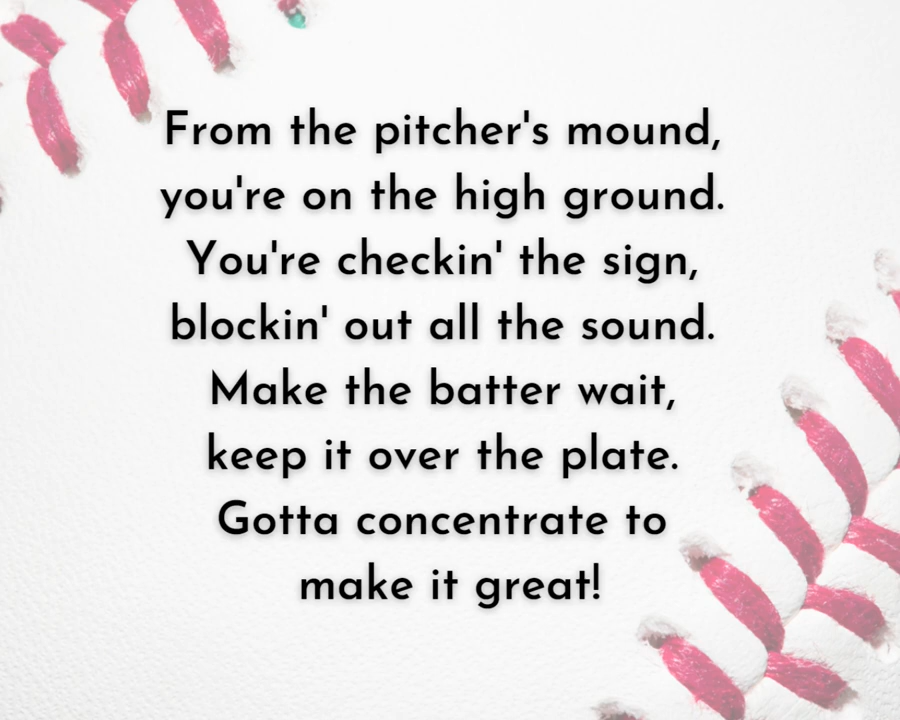 From the pitcher's mound,
you're on the high ground.
You're checkin' the sign,
blockin' out all the sound.
Make the batter wait,
keep it over the plate.
Gotta concentrate to
make it great!